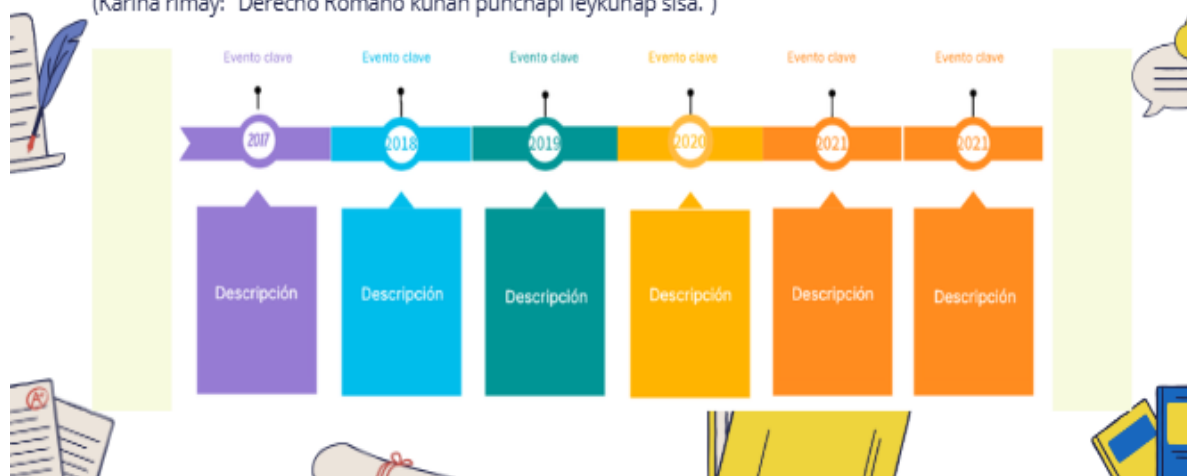 (Karina rimay: "Derecho Romano kunan punchapi leykunap sisa.")
Evento clave Evento clave Evento clave Evento clave Evento clave Evento clave
2017 2018 2019 2020 2021 2021
Descripción Descripción Descripción Descripción Descripción Descripción
A+